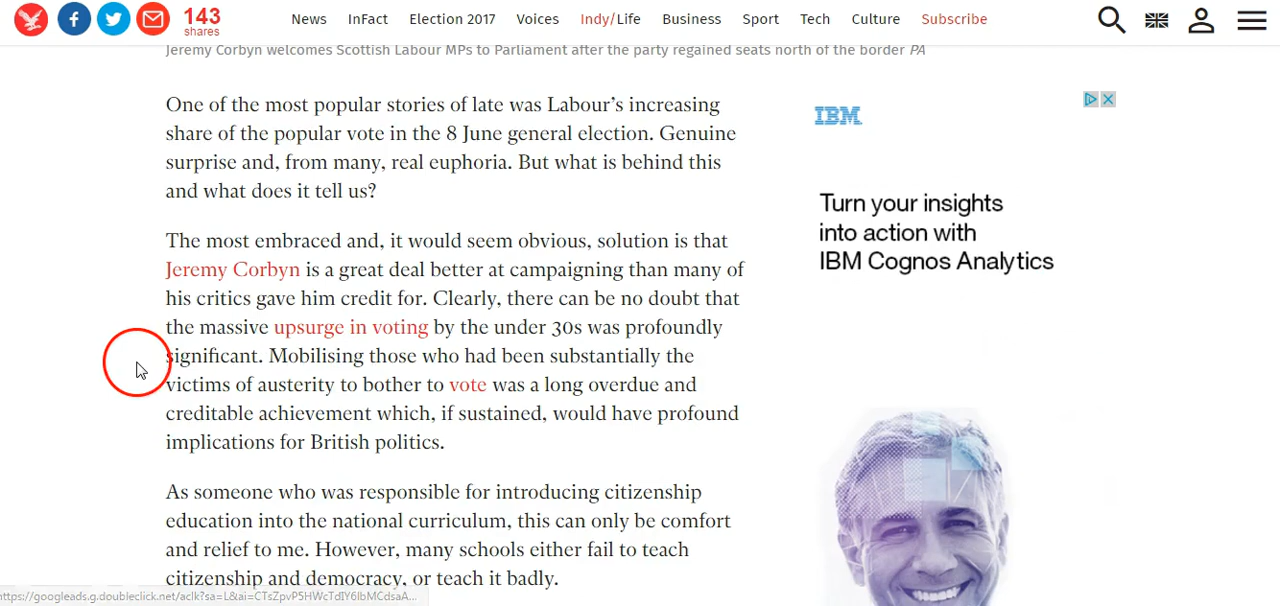 143
shares
News InFact Election 2017 Voices Indy/Life Business Sport Tech Culture Subscribe
Jeremy Corbyn welcomes Scottish Labour MPs to Parliament after the party regained seats north of the border PA
One of the most popular stories of late was Labour’s increasing
share of the popular vote in the 8 June general election. Genuine
surprise and, from many, real euphoria. But what is behind this
and what does it tell us?
The most embraced and, it would seem obvious, solution is that
Jeremy Corbyn is a great deal better at campaigning than many of
his critics gave him credit for. Clearly, there can be no doubt that
the massive upsurge in voting by the under 30s was profoundly
significant. Mobilising those who had been substantially the
victims of austerity to bother to vote was a long overdue and
creditable achievement which, if sustained, would have profound
implications for British politics.
As someone who was responsible for introducing citizenship
education into the national curriculum, this can only be comfort
and relief to me. However, many schools either fail to teach
citizenship and democracy, or teach it badly.
IBM
Turn your insights
into action with
IBM Cognos Analytics